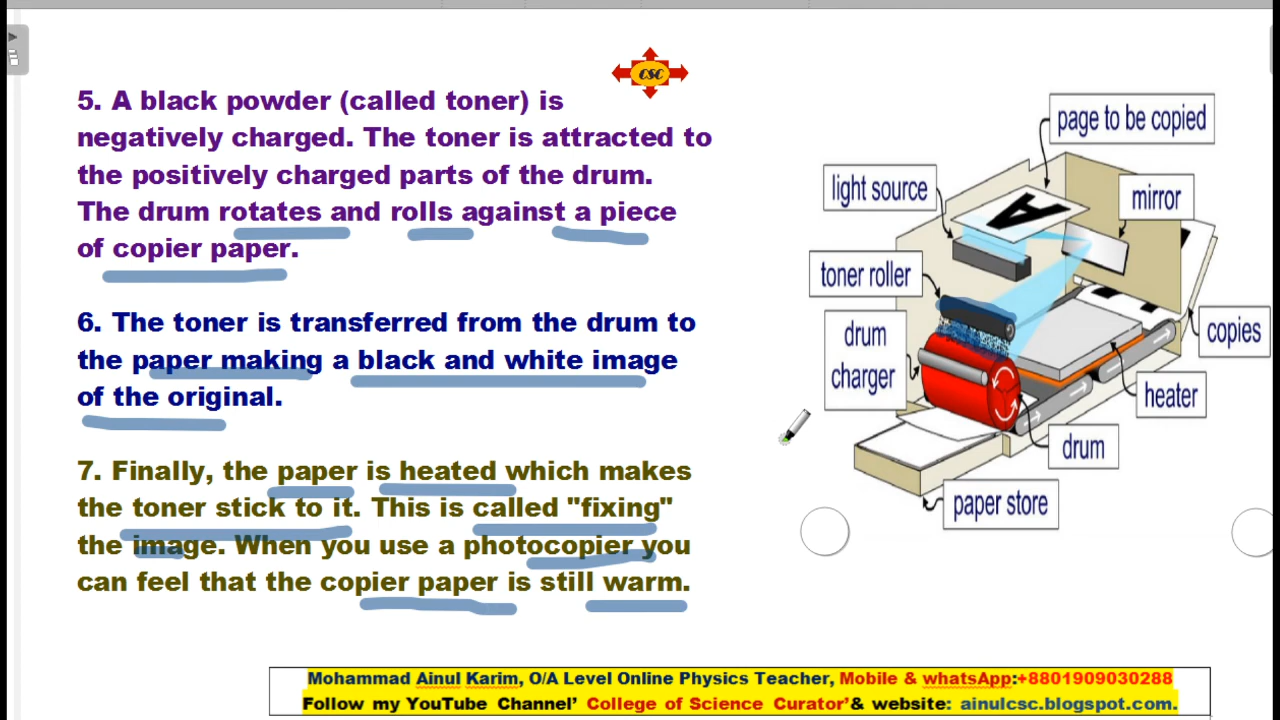 CSC
5. A black powder (called toner) is
negatively charged. The toner is attracted to
the positively charged parts of the drum.
The drum rotates and rolls against a piece
of copier paper.
6. The toner is transferred from the drum to
the paper making a black and white image
of the original.
7. Finally, the paper is heated which makes
the toner stick to it. This is called "fixing"
the image. When you use a photocopier you
can feel that the copier paper is still warm.
page to be copied
light source
mirror
A
toner roller
drum
charger
copies
heater
drum
paper store
Mohammad Ainul Karim, O/A Level Online Physics Teacher, Mobile & whatsApp:+8801909030288
Follow my YouTube Channel' College of Science Curator'& website: ainulcsc.blogspot.com.